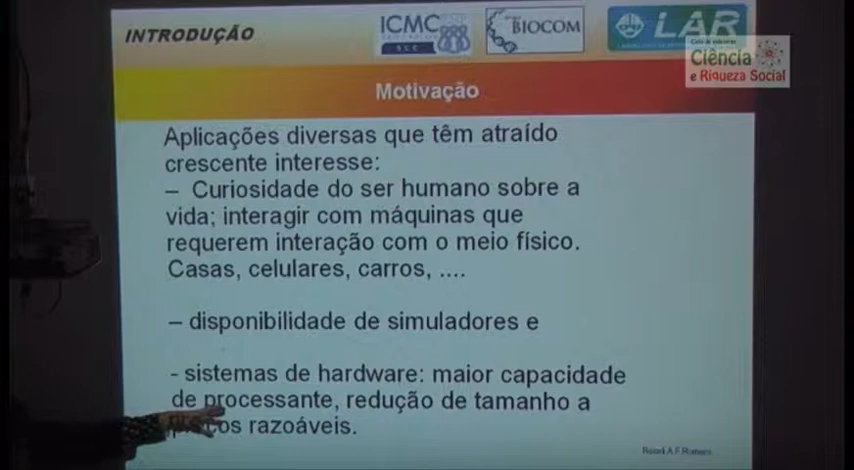 INTRODUÇÃO
ICMC
SCE
BIOCOM
LAR
Ciência
e Riqueza Social
Motivação
Aplicações diversas que têm atraído
crescente interesse:
– Curiosidade do ser humano sobre a
vida; interagir com máquinas que
requerem interação com o meio físico.
Casas, celulares, carros, ....
– disponibilidade de simuladores e
- sistemas de hardware: maior capacidade
de processante, redução de tamanho a
preços razoáveis.